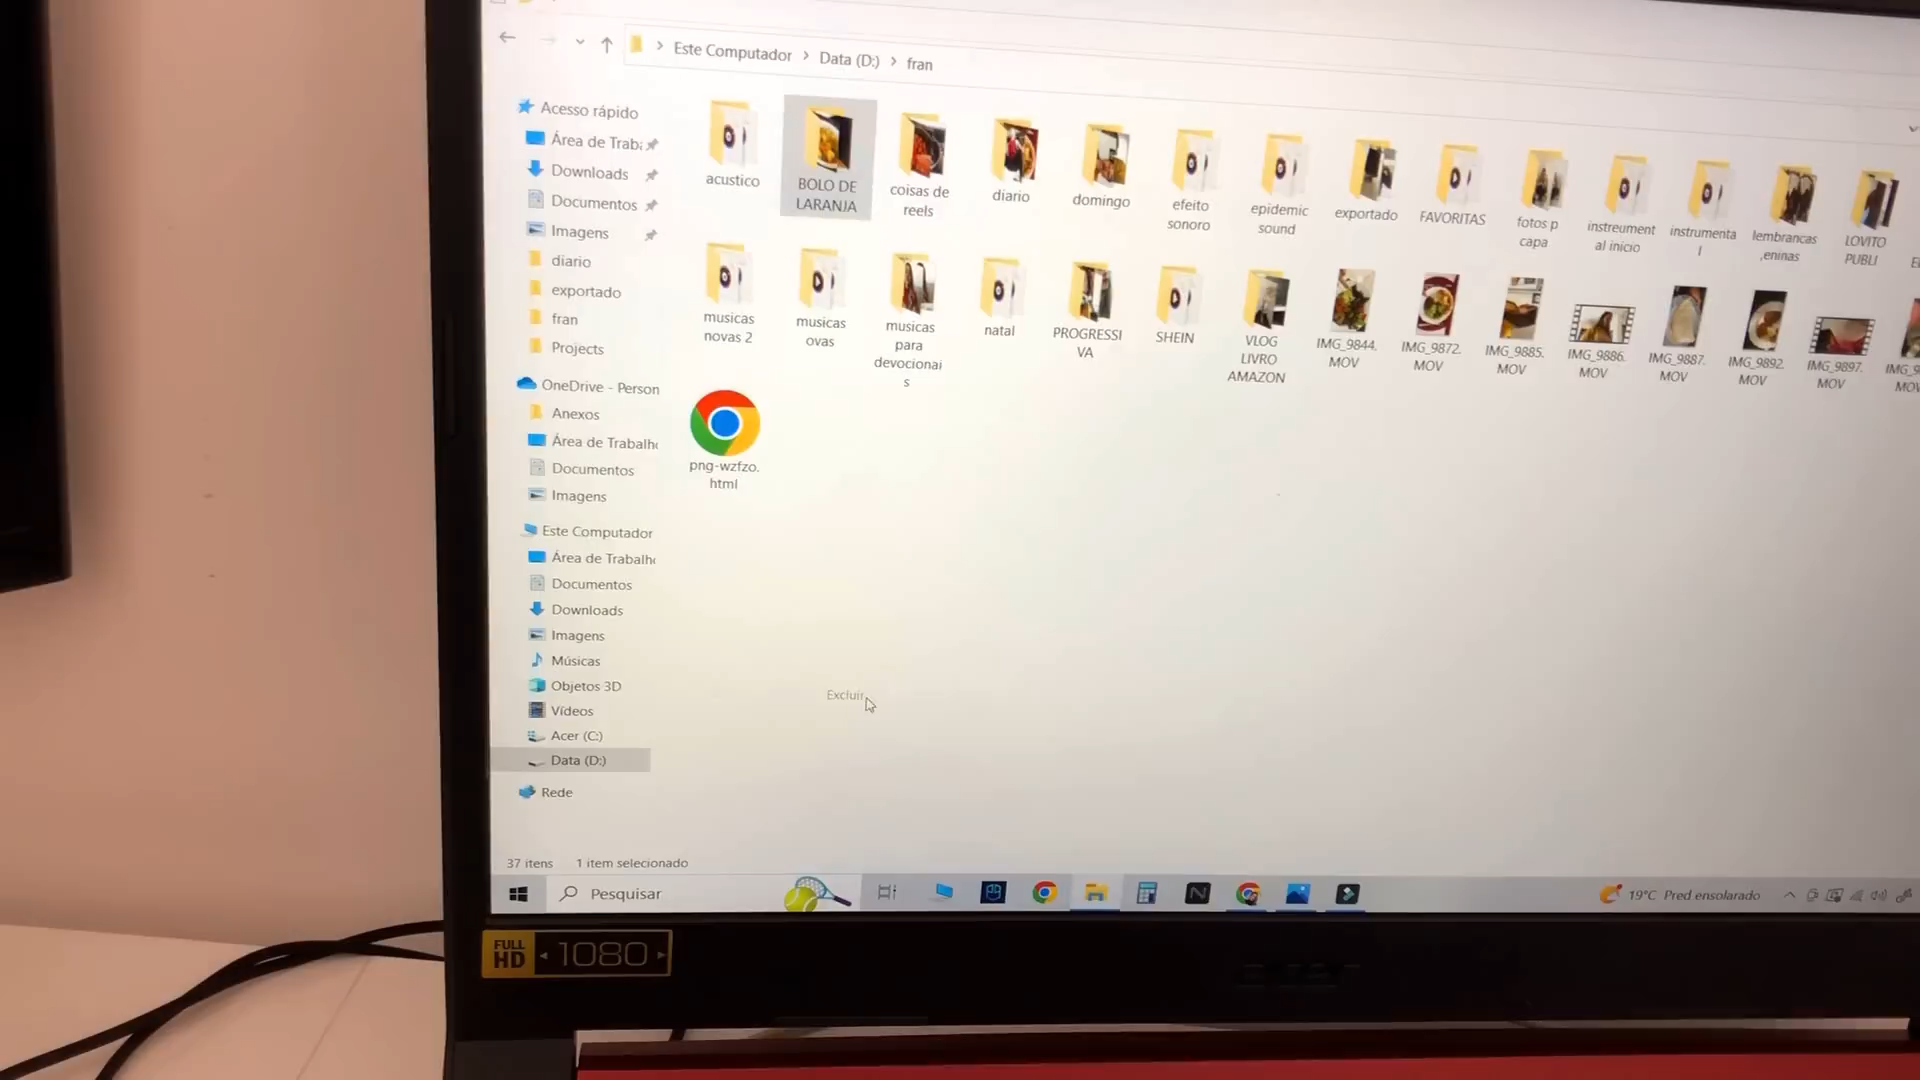 Este Computador > Data (D:) > fran
Acesso rápido
Área de Trab
Downloads
Documentos
Imagens
diario
exportado
fran
Projects
OneDrive - Person
Anexos
Área de Trabalho
Documentos
Imagens
Este Computador
Área de Trabalho
Documentos
Downloads
Imagens
Músicas
Objetos 3D
Vídeos
Acer (C:)
Data (D:)
Rede
acustico
BOLO DE
LARANJA
coisas de
reels
diario
domingo
efeito
sonoro
epidemic
sound
exportado
FAVORITAS
fotos p
capa
instreument
al inicio
instrumenta
l
lembrancas
,eninas
LOVITO
PUBLI
musicas
novas 2
musicas
ovas
musicas
para
devocionai
s
natal
PROGRESSI
VA
SHEIN
VLOG
LIVRO
AMAZON
IMG_9844.
MOV
IMG_9872.
MOV
IMG_9885.
MOV
IMG_9886.
MOV
IMG_9887.
MOV
IMG_9892.
MOV
IMG_9897.
MOV
IMG_9
MOV
png-wzfzo.
html
Excluir
37 itens 1 item selecionado
Pesquisar
19°C Pred ensolarado
FULL
HD
1080
acer